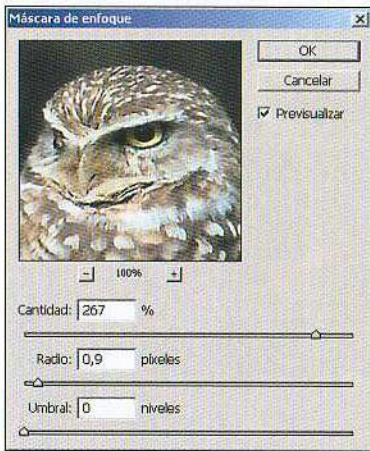 Máscara de enfoque
OK
Cancelar
Previsualizar
- 100% +
Cantidad: 267 %
Radio: 0,9 píxeles
Umbral: 0 niveles